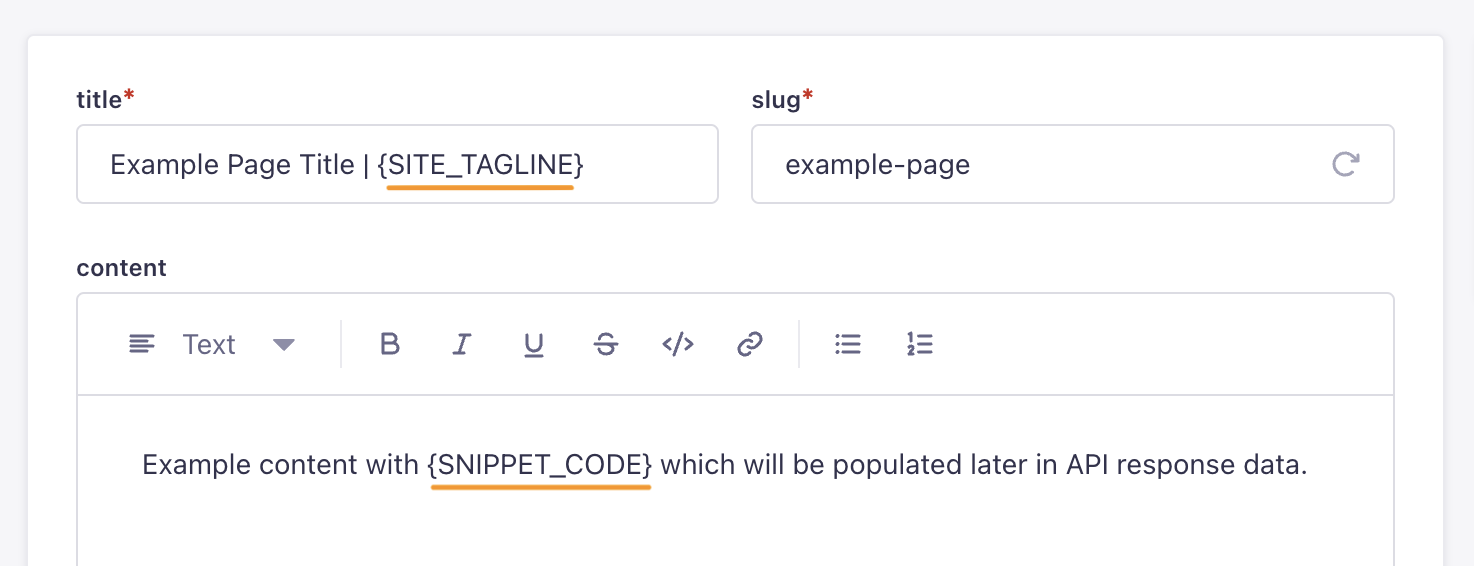 title* slug*
Example Page Title | {SITE_TAGLINE} example-page
content
Text B I U S </> 
Example content with {SNIPPET_CODE} which will be populated later in API response data.